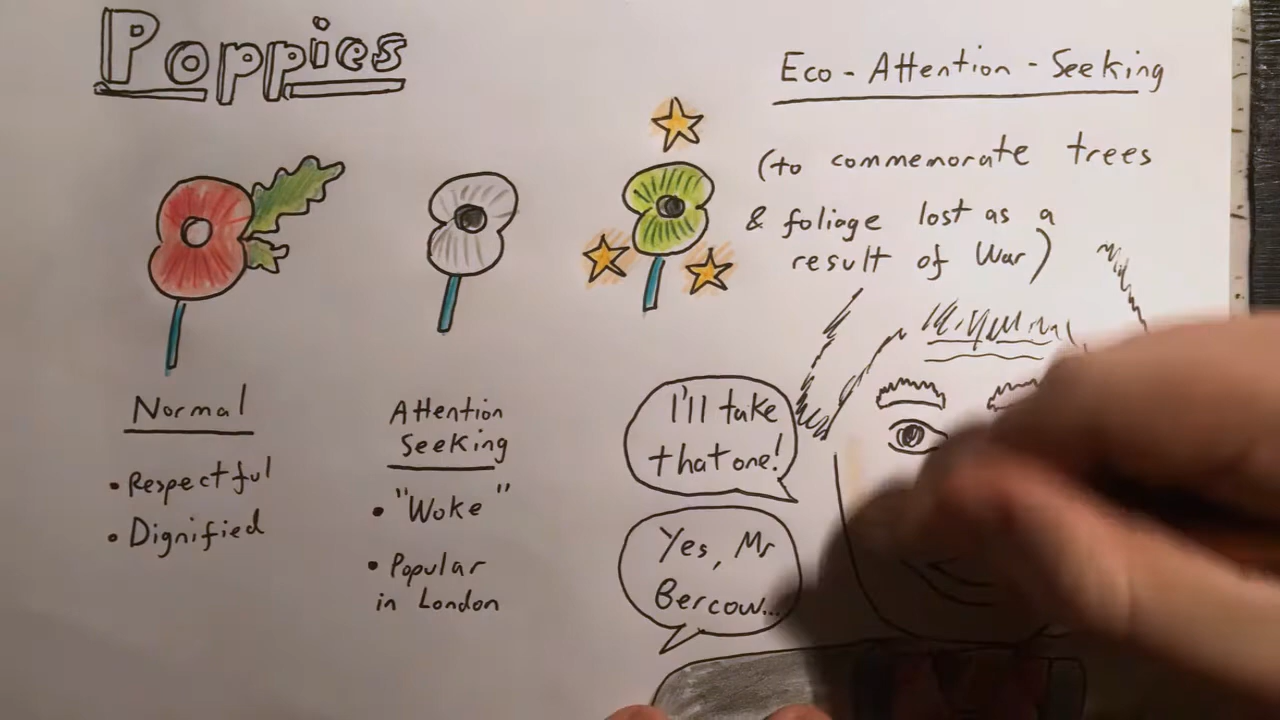 Poppies
Normal
• Respectful
• Dignified
Attention
Seeking
• "Woke"
• Popular
in London
Eco-Attention-Seeking
(to commemorate trees
& foliage lost as a
result of War)
I'll take
that one!
Yes, Mr
Bercow...